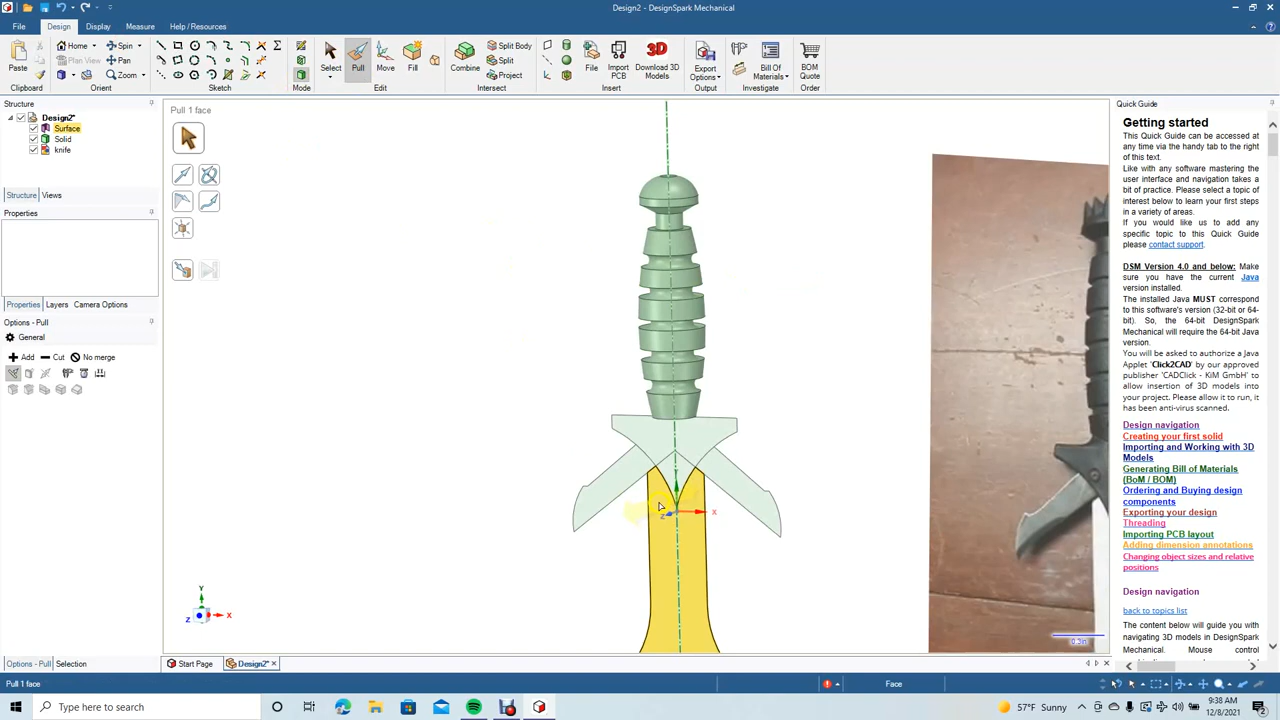 Design2 - DesignSpark Mechanical
File
Design
Display
Measure
Help / Resources
Paste
Home
Spin
Plan View
Pan
Zoom
Select
Pull
Move
Fill
Combine
Split Body
Split
Project
File
Import PCB
Download 3D Models
Export Options
Bill Of Materials
BOM Quote
Clipboard
Orient
Sketch
Mode
Edit
Intersect
Insert
Output
Investigate
Order
Structure
Design2*
Surface
Solid
knife
Structure
Views
Properties
Properties
Layers
Camera Options
Options - Pull
General
Add
Cut
No merge
Options - Pull
Selection
Pull 1 face
X
Z
Y
X
Z
0.5in
Start Page
Design2*
Quick Guide
Getting started
This Quick Guide can be accessed at
any time via the handy tab to the right
of this text.
Like with any software mastering the
user interface and navigation takes a
bit of practice. Please select a topic of
interest below to learn your first steps
in a variety of areas.
If you would like us to add any
specific topic to this Quick Guide
please contact support.
DSM Version 4.0 and below: Make
sure you have the current Java
version installed.
The installed Java MUST correspond
to this software's version (32-bit or 64-
bit). So, the 64-bit DesignSpark
Mechanical will require the 64-bit Java
version.
You will be asked to authorize a Java
Applet 'CADClick - KiM GmbH' by our
approved publisher to
allow insertion of 3D models into
your project. Please allow it to run, it
has been anti-virus scanned.
Design navigation
Creating your first solid
Importing and Working with 3D
Models
Generating Bill of Materials
(BoM / BOM)
Ordering and Buying design
components
Exporting your design
Threading
Importing PCB layout
Adding dimension annotations
Changing object sizes and relative
positions
Design navigation
back to topics list
The content below will guide you with
navigating 3D models in DesignSpark
Mechanical. Mouse control
Pull 1 face
Face
Type here to search
57°F Sunny
9:38 AM
12/8/2021
2